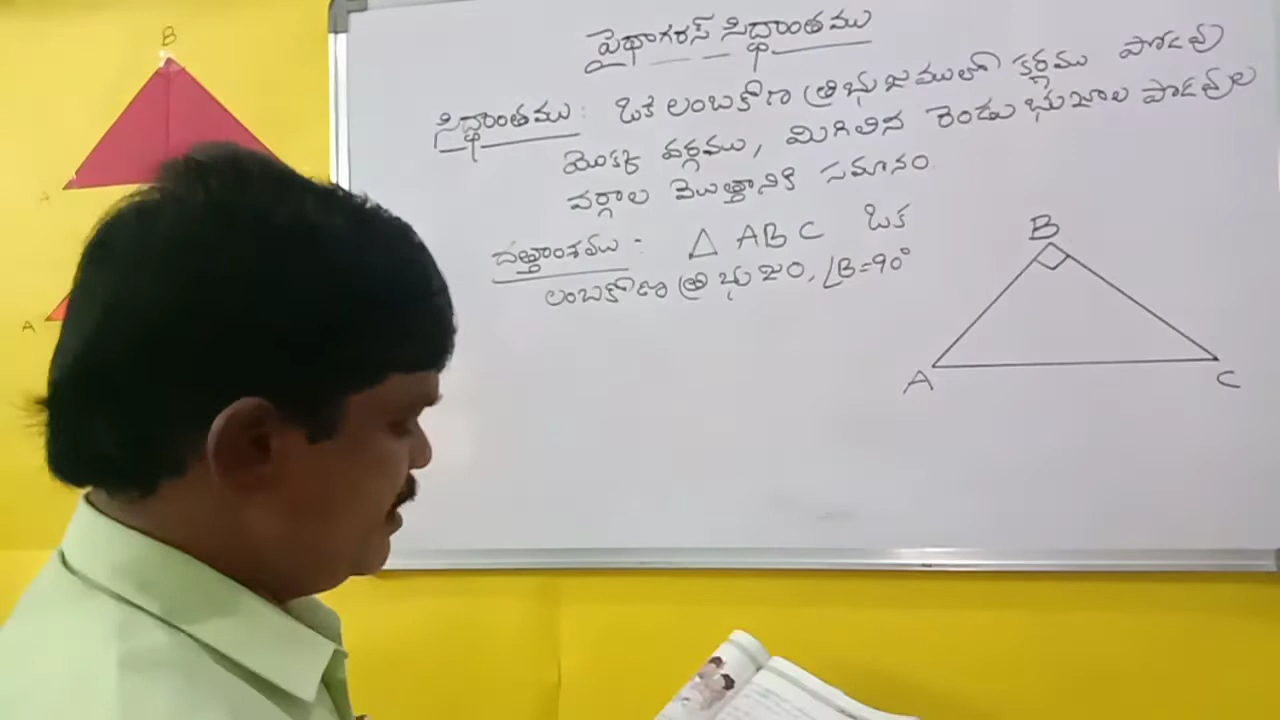 పైథాగరస్ సిద్ధాంతము
సిద్ధాంతము : ఒక లంబకోణ త్రిభుజములో కర్ణము పొడవు
యొక్క వర్గము, మిగిలిన రెండు భుజాల పొడవుల
వర్గాల మొత్తానికి సమానం.
దత్తాంశము :- △ ABC ఒక
లంబకోణ త్రిభుజం, ∠B=90°
B
A
C
B
A
A